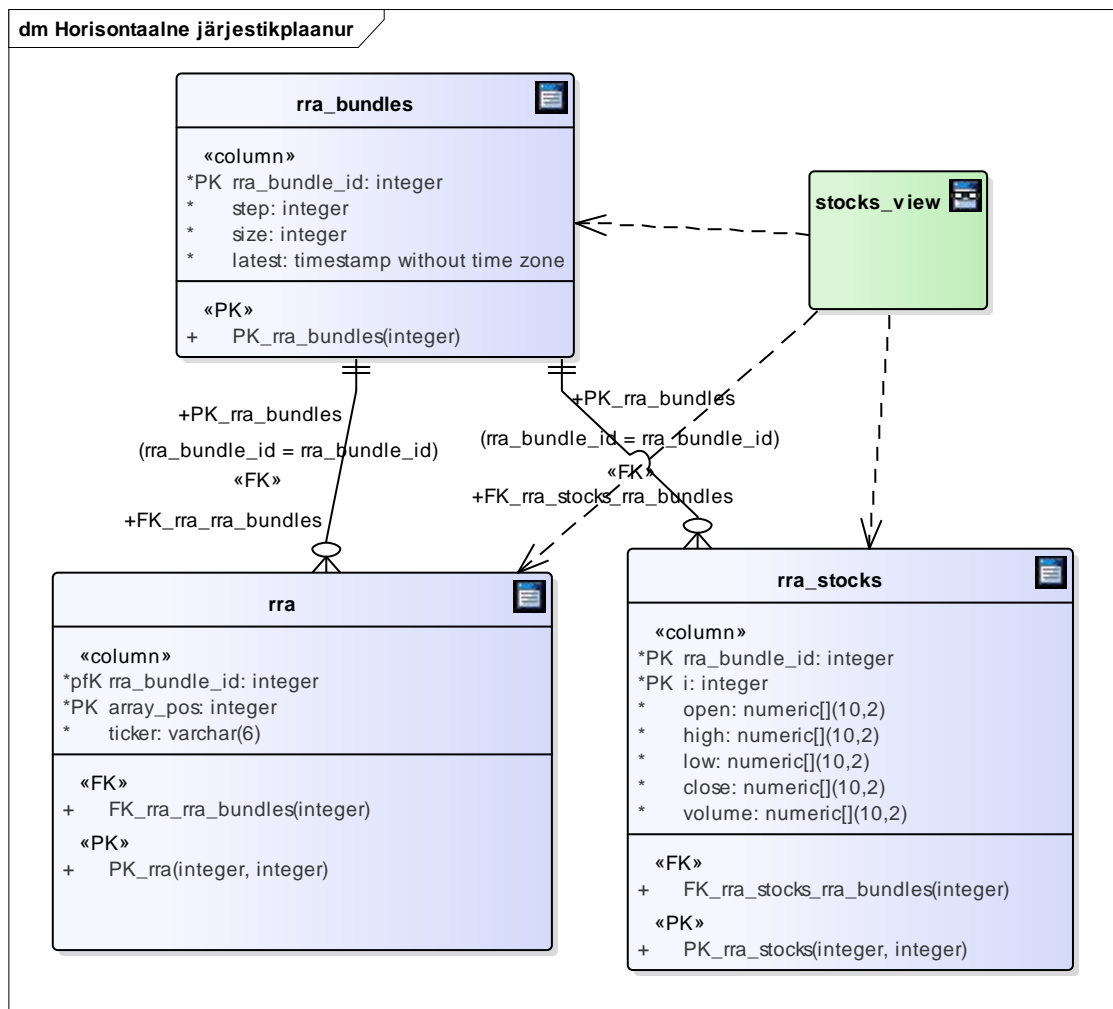 dm Horisontaalne järjestikplaanur
rra_bundles
«column»
*PK rra_bundle_id: integer
* step: integer
* size: integer
* latest: timestamp without time zone
«PK»
+ PK_rra_bundles(integer)
stocks_view
+PK_rra_bundles
(rra_bundle_id = rra_bundle_id)
«FK»
+FK_rra_rra_bundles
+PK_rra_bundles
(rra_bundle_id = rra_bundle_id)
«FK»
+FK_rra_stocks_rra_bundles
rra
«column»
*pfK rra_bundle_id: integer
*PK array_pos: integer
* ticker: varchar(6)
«FK»
+ FK_rra_rra_bundles(integer)
«PK»
+ PK_rra(integer, integer)
rra_stocks
«column»
*PK rra_bundle_id: integer
*PK i: integer
* open: numeric[](10,2)
* high: numeric[](10,2)
* low: numeric[](10,2)
* close: numeric[](10,2)
* volume: numeric[](10,2)
«FK»
+ FK_rra_stocks_rra_bundles(integer)
«PK»
+ PK_rra_stocks(integer, integer)